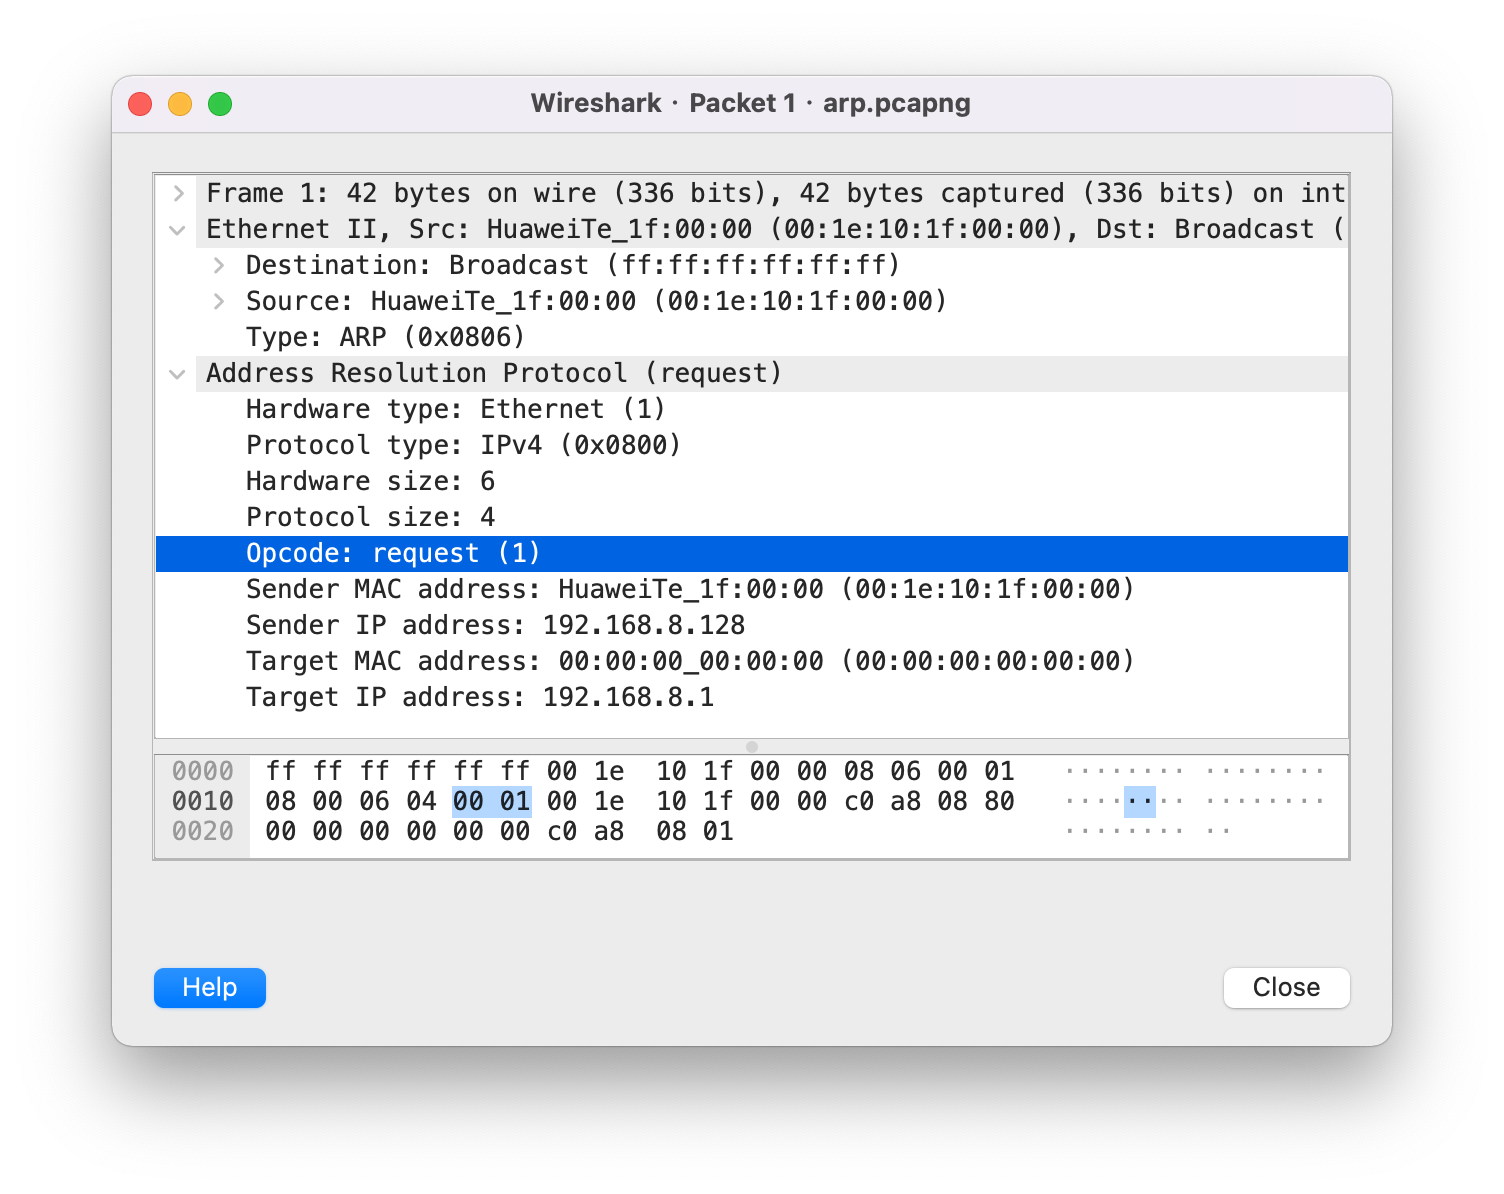 Wireshark · Packet 1 · arp.pcapng
Frame 1: 42 bytes on wire (336 bits), 42 bytes captured (336 bits) on int
Ethernet II, Src: HuaweiTe_1f:00:00 (00:1e:10:1f:00:00), Dst: Broadcast (
Destination: Broadcast (ff:ff:ff:ff:ff:ff)
Source: HuaweiTe_1f:00:00 (00:1e:10:1f:00:00)
Type: ARP (0x0806)
Address Resolution Protocol (request)
Hardware type: Ethernet (1)
Protocol type: IPv4 (0x0800)
Hardware size: 6
Protocol size: 4
Opcode: request (1)
Sender MAC address: HuaweiTe_1f:00:00 (00:1e:10:1f:00:00)
Sender IP address: 192.168.8.128
Target MAC address: 00:00:00_00:00:00 (00:00:00:00:00:00)
Target IP address: 192.168.8.1
0000 ff ff ff ff ff ff 00 1e 10 1f 00 00 08 06 00 01 ········ ········
0010 08 00 06 04 00 01 00 1e 10 1f 00 00 c0 a8 08 80 ········ ········
0020 00 00 00 00 00 00 c0 a8 08 01 ········ ··
Help
Close